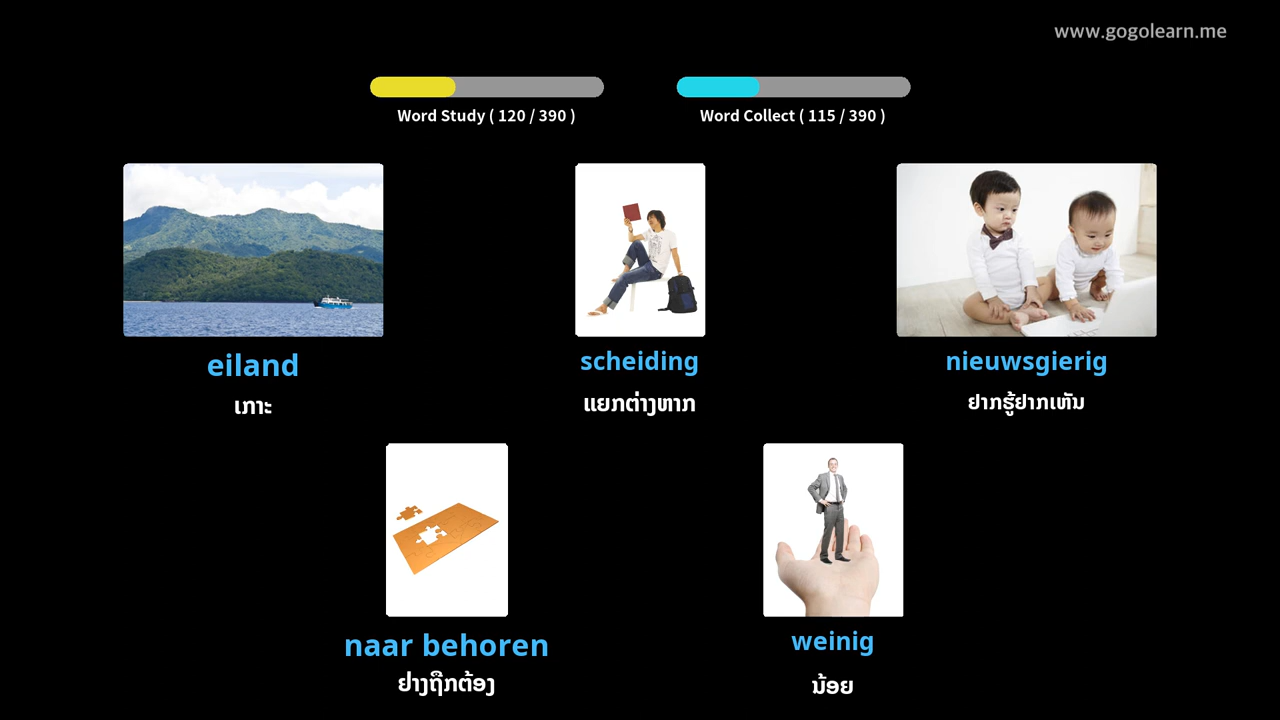 www.gogolearn.me
Word Study ( 120 / 390 )
Word Collect ( 115 / 390 )
eiland
ເກາະ
scheiding
ແຍກຕ່າງຫາກ
nieuwsgierig
ຢາກຮູ້ຢາກເຫັນ
naar behoren
ຢ່າງຖືກຕ້ອງ
weinig
ນ້ອຍ